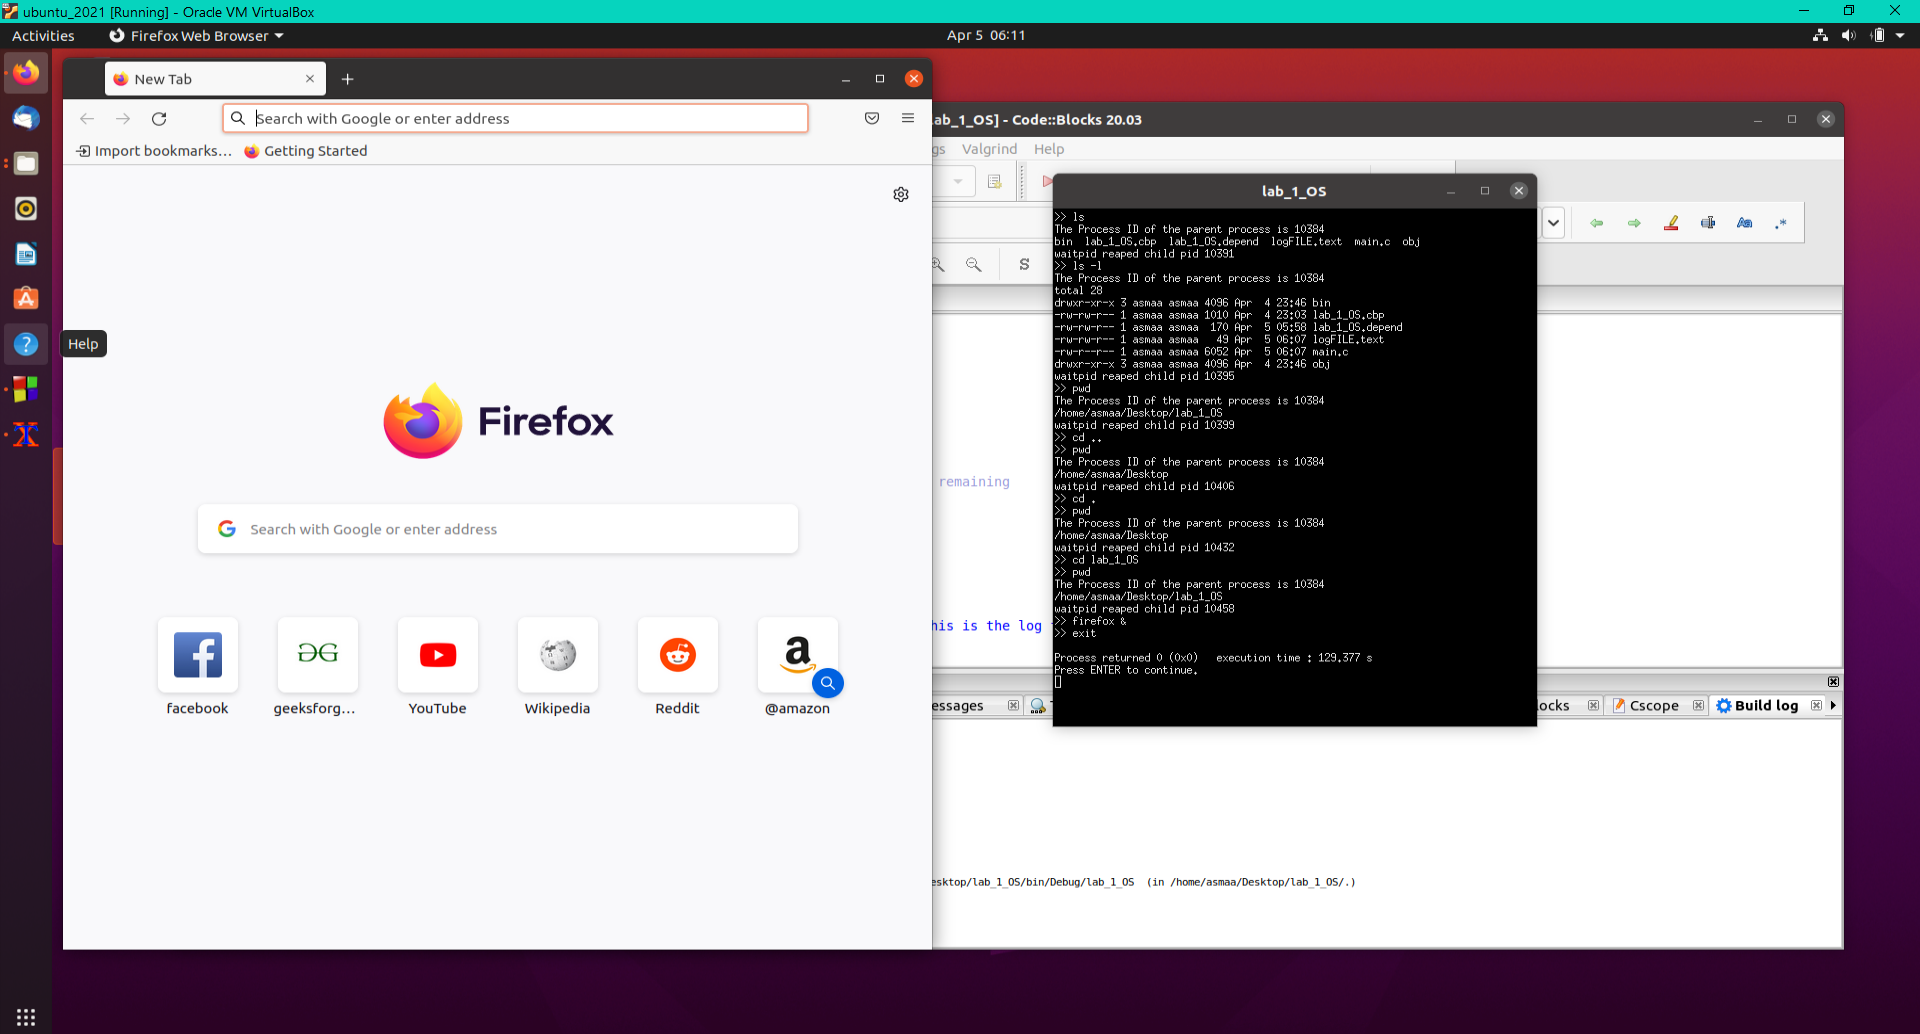 ubuntu_2021 [Running] - Oracle VM VirtualBox
Activities
Firefox Web Browser
Apr 5 06:11
New Tab
Search with Google or enter address
Import bookmarks...
Getting Started
Help
Firefox
Search with Google or enter address
facebook
geeksforg...
YouTube
Wikipedia
Reddit
@amazon
ab_1_OS] - Code::Blocks 20.03
gs Valgrind Help
S
remaining
his is the log
lab_1_OS
>> ls
The Process ID of the parent process is 10384
bin lab_1_OS.cbp lab_1_OS.depend logFILE.text main.c obj
waitpid reaped child pid 10391
>> ls -l
The Process ID of the parent process is 10384
total 28
drwxr-xr-x 3 asmaa asmaa 4096 Apr 4 23:46 bin
-rw-rw-r-- 1 asmaa asmaa 1010 Apr 4 23:03 lab_1_OS.cbp
-rw-rw-r-- 1 asmaa asmaa 170 Apr 5 05:58 lab_1_OS.depend
-rw-rw-r-- 1 asmaa asmaa 49 Apr 5 06:07 logFILE.text
-rw-r--r-- 1 asmaa asmaa 6052 Apr 5 06:07 main.c
drwxr-xr-x 3 asmaa asmaa 4096 Apr 4 23:46 obj
waitpid reaped child pid 10395
>> pwd
The Process ID of the parent process is 10384
/home/asmaa/Desktop/lab_1_OS
waitpid reaped child pid 10399
>> cd ..
>> pwd
The Process ID of the parent process is 10384
/home/asmaa/Desktop
waitpid reaped child pid 10406
>> cd .
>> pwd
The Process ID of the parent process is 10384
/home/asmaa/Desktop
waitpid reaped child pid 10432
>> cd lab_1_OS
>> pwd
The Process ID of the parent process is 10384
/home/asmaa/Desktop/lab_1_OS
waitpid reaped child pid 10458
>> firefox &
>> exit
Process returned 0 (0x0) execution time : 129.377 s
Press ENTER to continue.
essages
locks
Cscope
Build log
esktop/lab_1_OS/bin/Debug/lab_1_OS (in /home/asmaa/Desktop/lab_1_OS/.)